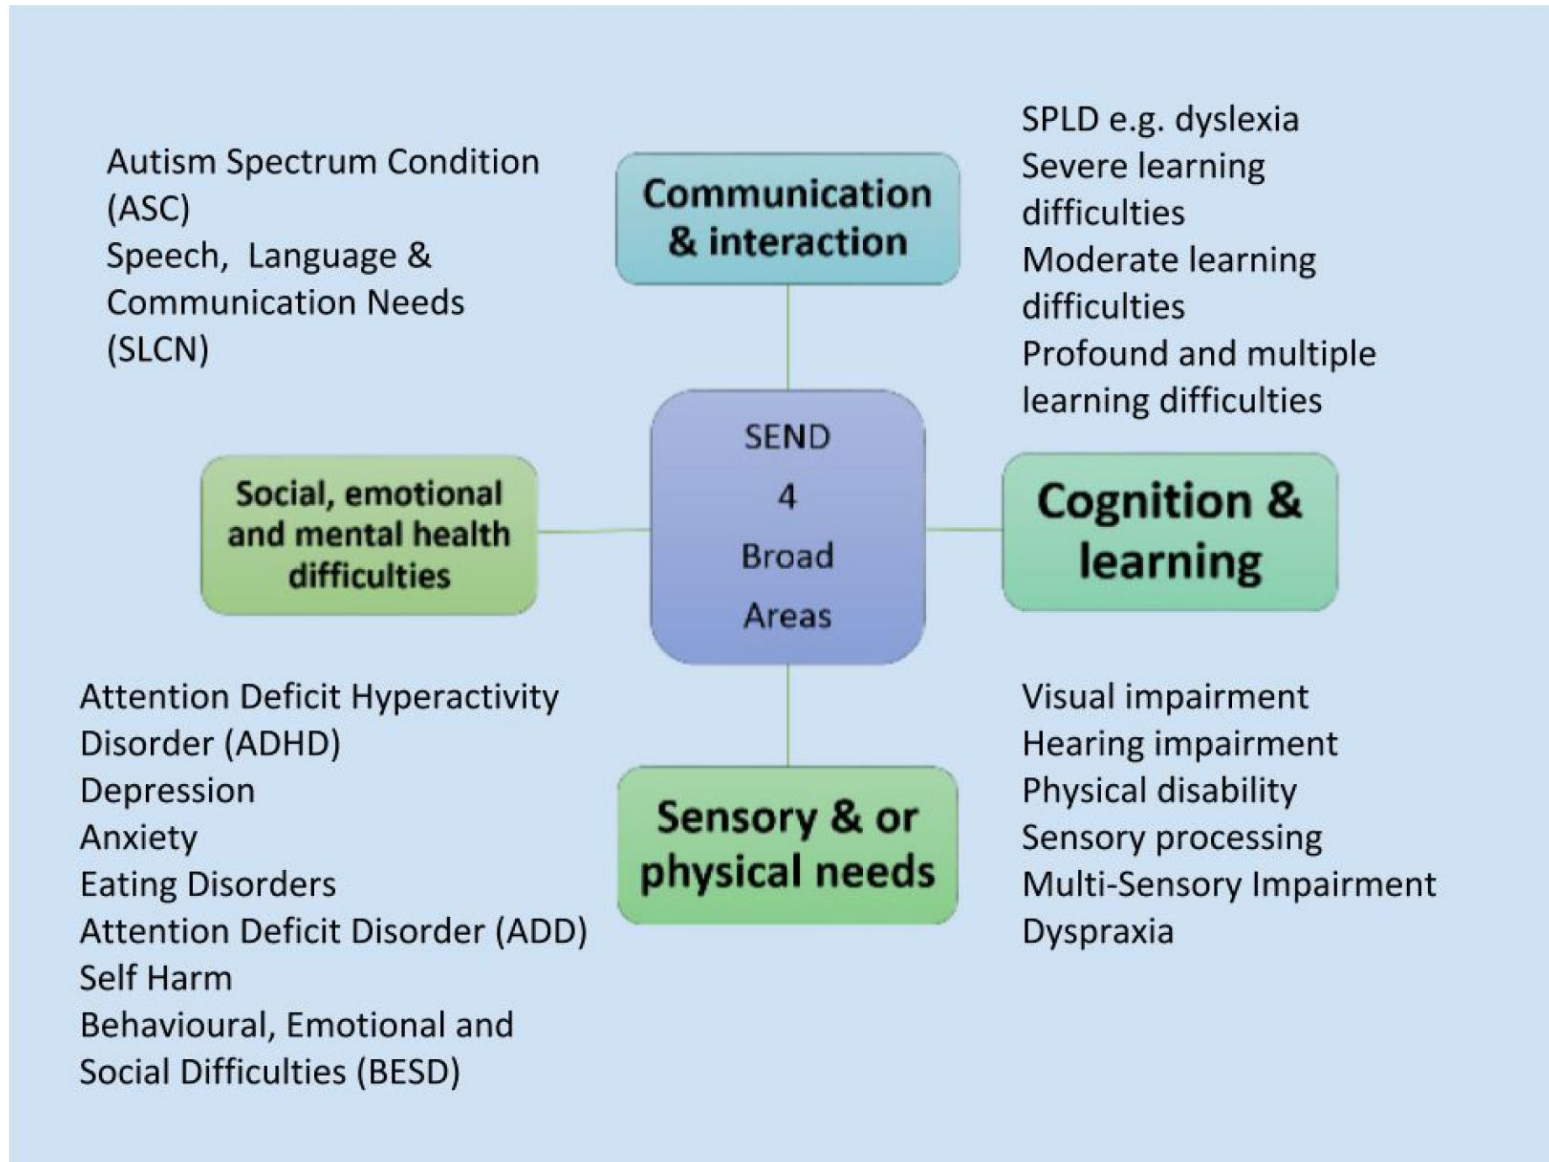 Autism Spectrum Condition
(ASC)
Speech,  Language &
Communication Needs
(SLCN)
Communication
& interaction
SPLD e.g. dyslexia
Severe learning
difficulties
Moderate learning
difficulties
Profound and multiple
learning difficulties
Social, emotional
and mental health
difficulties
SEND
4
Broad
Areas
Cognition &
learning
Attention Deficit Hyperactivity
Disorder (ADHD)
Depression
Anxiety
Eating Disorders
Attention Deficit Disorder (ADD)
Self Harm
Behavioural, Emotional and
Social Difficulties (BESD)
Sensory & or
physical needs
Visual impairment
Hearing impairment
Physical disability
Sensory processing
Multi-Sensory Impairment
Dyspraxia